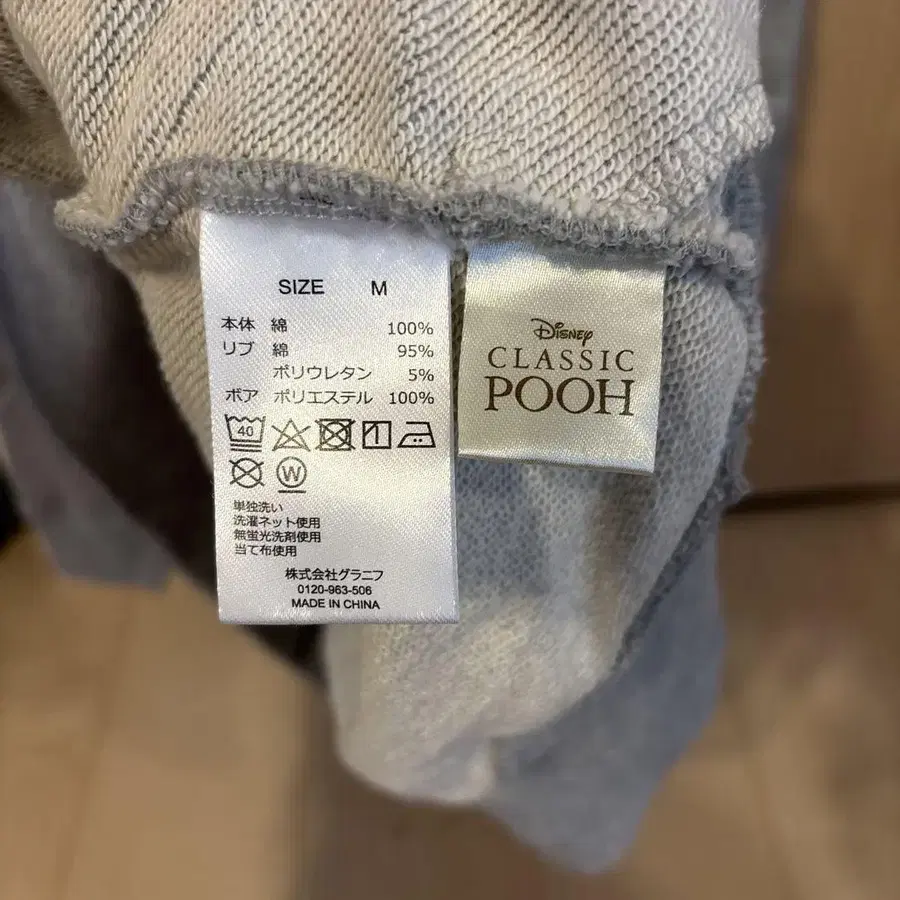 SIZE M
本体 綿 100%
リブ 綿 95%
ポリウレタン 5%
ボア ポリエステル 100%
40
W
単独洗い
洗濯ネット使用
無蛍光洗剤使用
当て布使用
株式会社グラニフ
0120-963-506
MADE IN CHINA
Disney
CLASSIC
POOH